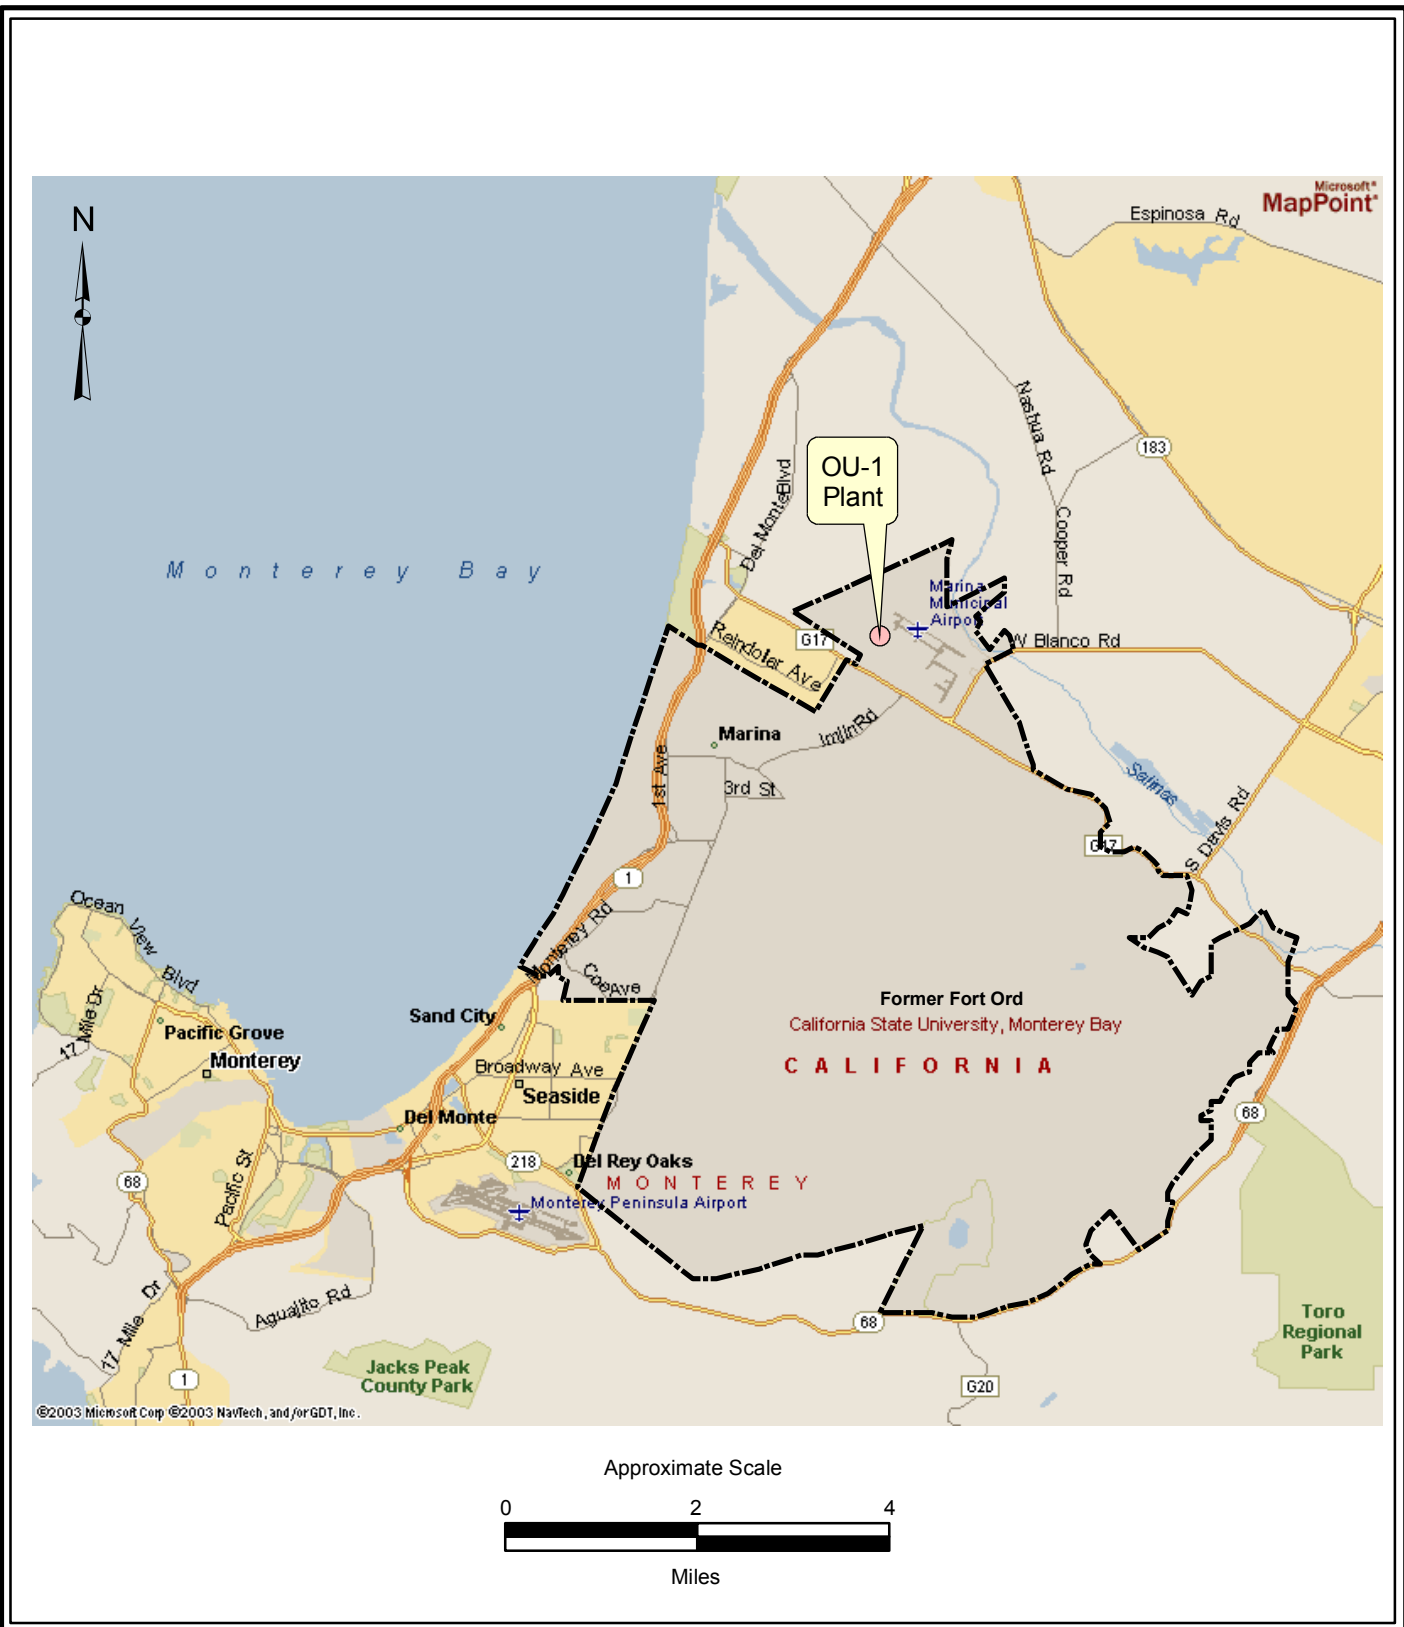 Microsoft®
MapPoint®
N
Espinosa Rd
Nashua Rd
183
OU-1
Plant
Del Monte Blvd
Cooper Rd
Monterey Bay
Marina
Municipal
Airport
G17
W Blanco Rd
Reindollar Ave
Marina
Imjin Rd
Salinas
1st Ave
3rd St
S Davis Rd
G17
1
Ocean View Blvd
Monterey Rd
Coe Ave
17 Mile Dr
Pacific Grove
Sand City
Former Fort Ord
California State University, Monterey Bay
Monterey
Broadway Ave
CALIFORNIA
Seaside
Del Monte
68
218
Del Rey Oaks
68
Pacific St
MONTEREY
Monterey Peninsula Airport
17 Mile Dr
Aguajito Rd
68
Toro
Regional
Park
Jacks Peak
County Park
1
G20
©2003 Microsoft Corp ©2003 NavTech, and/or GDT, Inc.
Approximate Scale
0 2 4
Miles